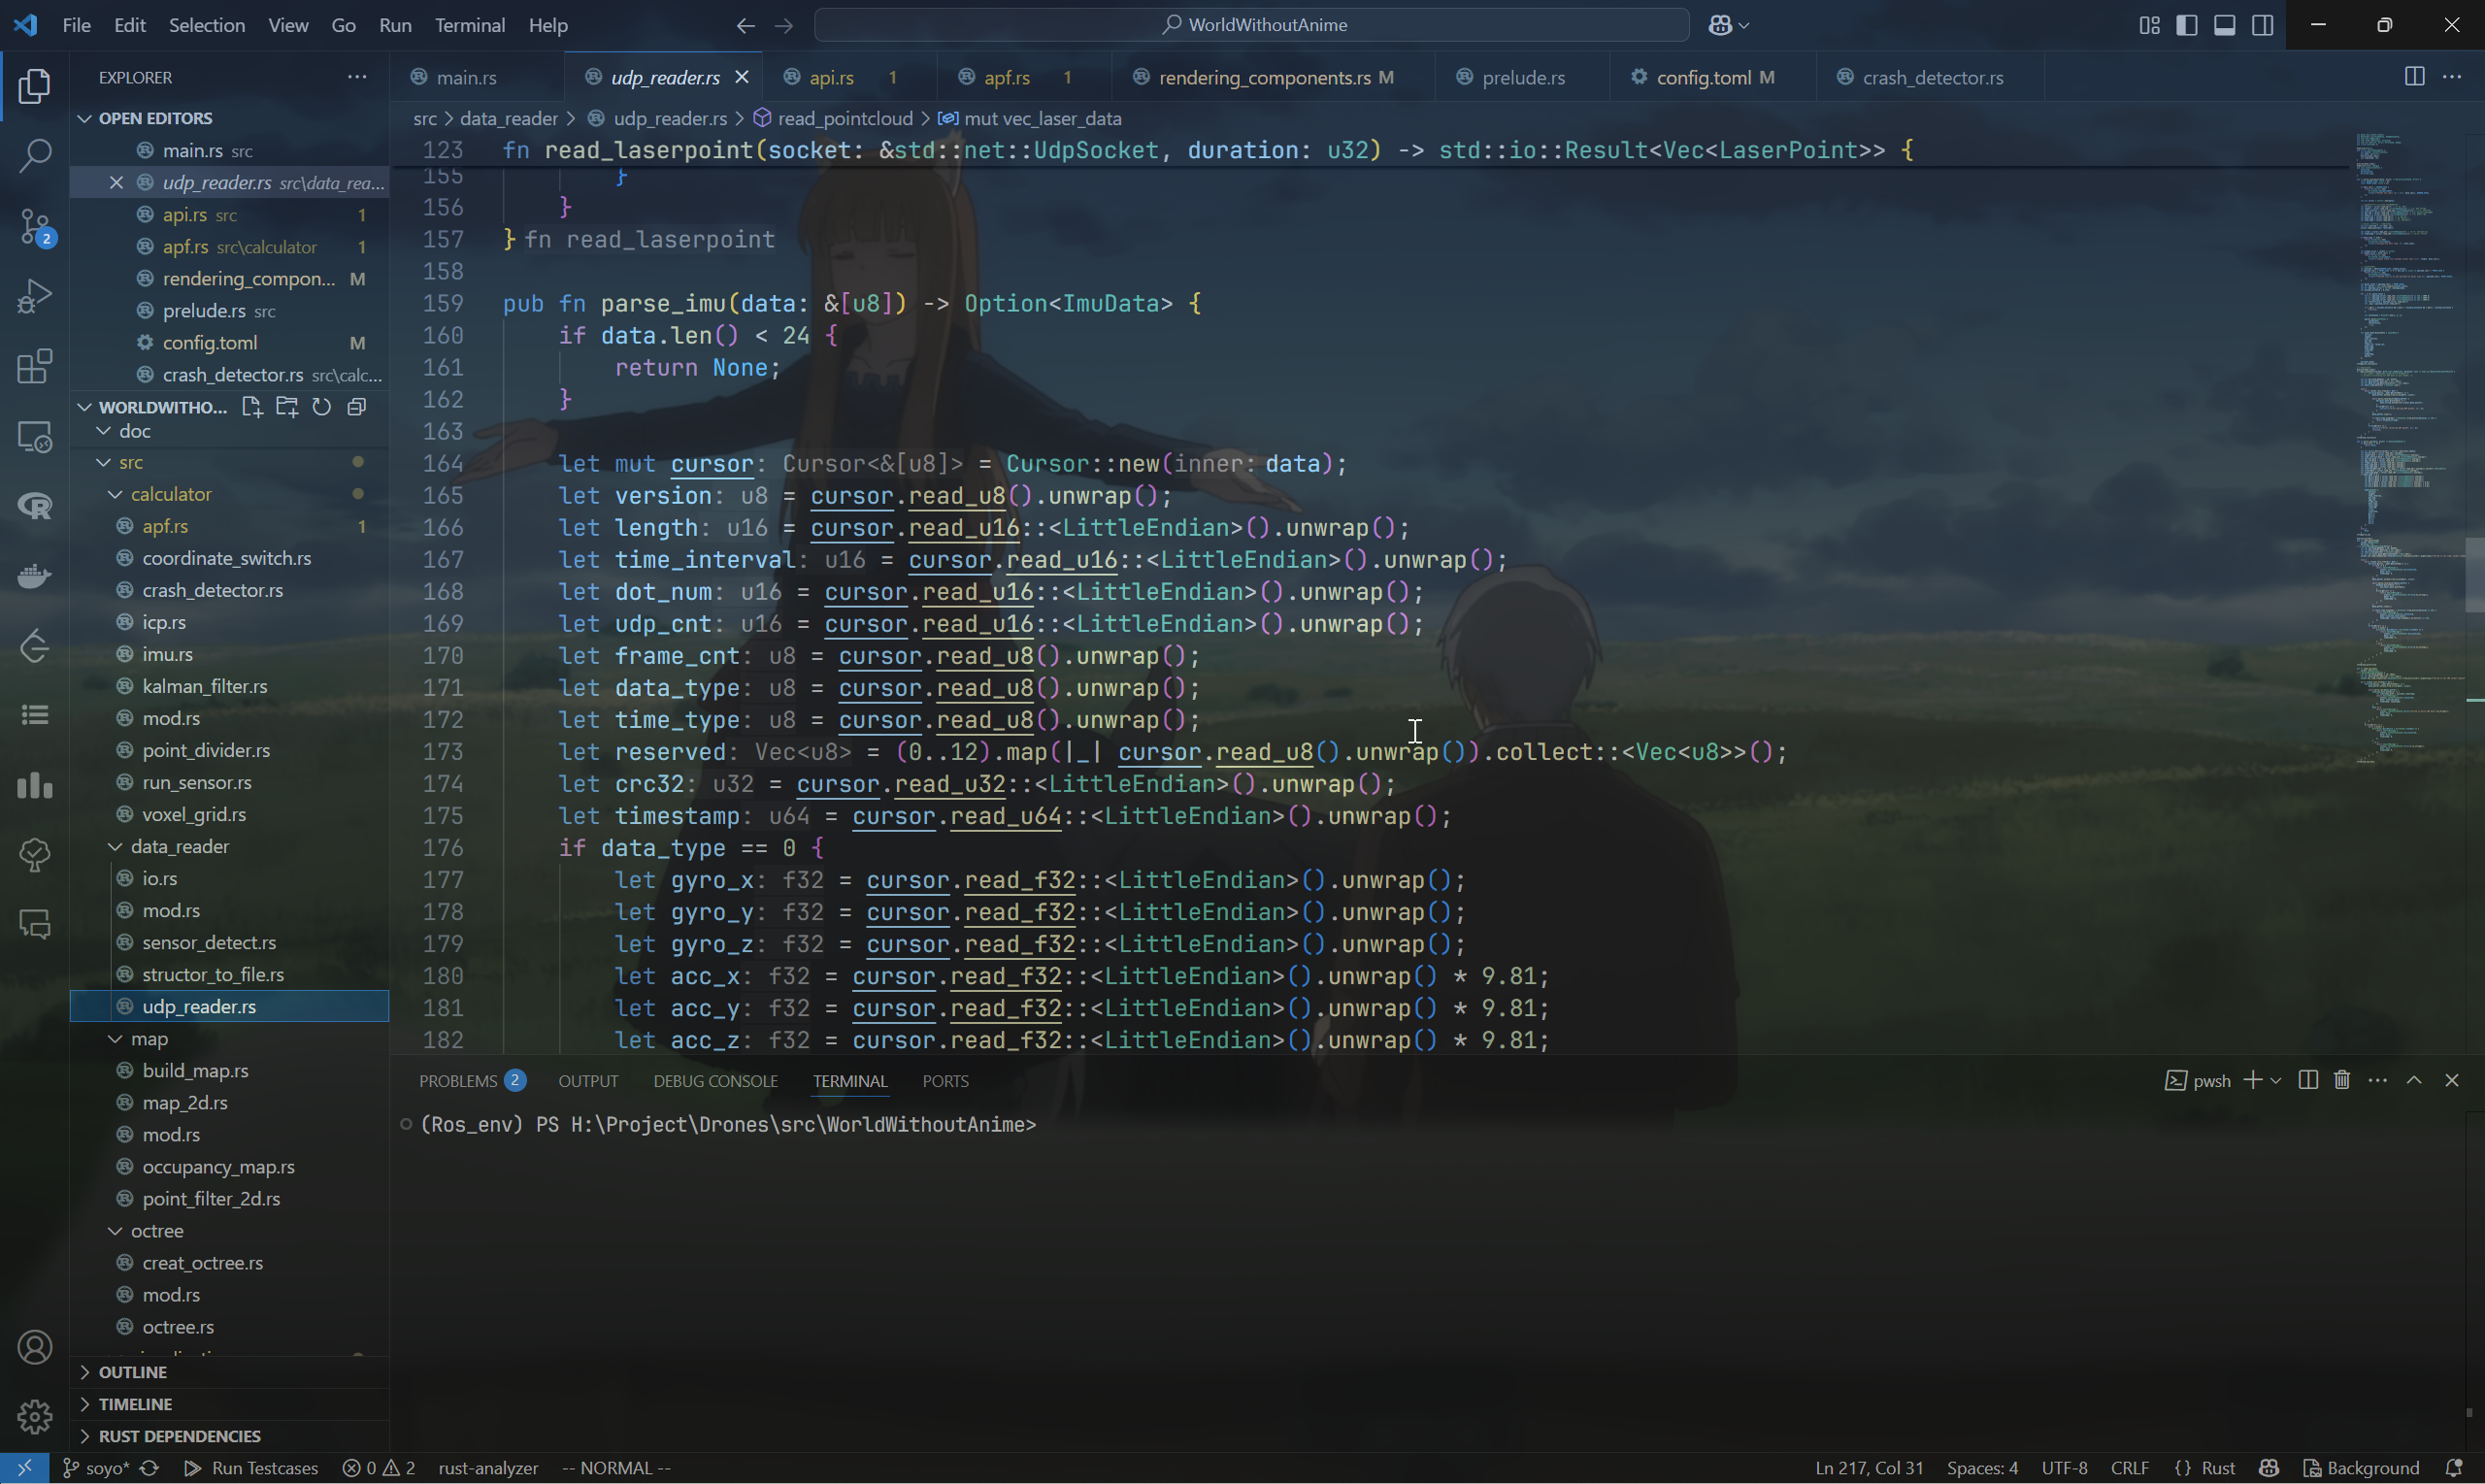 File Edit Selection View Go Run Terminal Help
WorldWithoutAnime
EXPLORER
main.rs
udp_reader.rs
api.rs 1
apf.rs 1
rendering_components.rs M
prelude.rs
config.toml M
crash_detector.rs
OPEN EDITORS
main.rs src
udp_reader.rs src\data_rea...
api.rs src 1
apf.rs src\calculator 1
rendering_compon... M
prelude.rs src
config.toml M
crash_detector.rs src\calc...
WORLDWITHO...
doc
src
calculator
apf.rs 1
coordinate_switch.rs
crash_detector.rs
icp.rs
imu.rs
kalman_filter.rs
mod.rs
point_divider.rs
run_sensor.rs
voxel_grid.rs
data_reader
io.rs
mod.rs
sensor_detect.rs
structor_to_file.rs
udp_reader.rs
map
build_map.rs
map_2d.rs
mod.rs
occupancy_map.rs
point_filter_2d.rs
octree
creat_octree.rs
mod.rs
octree.rs
OUTLINE
TIMELINE
RUST DEPENDENCIES
2
src > data_reader > udp_reader.rs > read_pointcloud > mut vec_laser_data
123 fn read_laserpoint(socket: &std::net::UdpSocket, duration: u32) -> std::io::Result<Vec<LaserPoint>> {
155 }
156 }
157 } fn read_laserpoint
158
159 pub fn parse_imu(data: &[u8]) -> Option<ImuData> {
160 if data.len() < 24 {
161 return None;
162 }
163
164 let mut cursor: Cursor<&[u8]> = Cursor::new(inner: data);
165 let version: u8 = cursor.read_u8().unwrap();
166 let length: u16 = cursor.read_u16::<LittleEndian>().unwrap();
167 let time_interval: u16 = cursor.read_u16::<LittleEndian>().unwrap();
168 let dot_num: u16 = cursor.read_u16::<LittleEndian>().unwrap();
169 let udp_cnt: u16 = cursor.read_u16::<LittleEndian>().unwrap();
170 let frame_cnt: u8 = cursor.read_u8().unwrap();
171 let data_type: u8 = cursor.read_u8().unwrap();
172 let time_type: u8 = cursor.read_u8().unwrap();
173 let reserved: Vec<u8> = (0..12).map(|_| cursor.read_u8().unwrap()).collect::<Vec<u8>>();
174 let crc32: u32 = cursor.read_u32::<LittleEndian>().unwrap();
175 let timestamp: u64 = cursor.read_u64::<LittleEndian>().unwrap();
176 if data_type == 0 {
177 let gyro_x: f32 = cursor.read_f32::<LittleEndian>().unwrap();
178 let gyro_y: f32 = cursor.read_f32::<LittleEndian>().unwrap();
179 let gyro_z: f32 = cursor.read_f32::<LittleEndian>().unwrap();
180 let acc_x: f32 = cursor.read_f32::<LittleEndian>().unwrap() * 9.81;
181 let acc_y: f32 = cursor.read_f32::<LittleEndian>().unwrap() * 9.81;
182 let acc_z: f32 = cursor.read_f32::<LittleEndian>().unwrap() * 9.81;
PROBLEMS 2 OUTPUT DEBUG CONSOLE TERMINAL PORTS
pwsh
(Ros_env) PS H:\Project\Drones\src\WorldWithoutAnime>
soyo* Run Testcases 0 2 rust-analyzer -- NORMAL --
Ln 217, Col 31 Spaces: 4 UTF-8 CRLF {} Rust Background